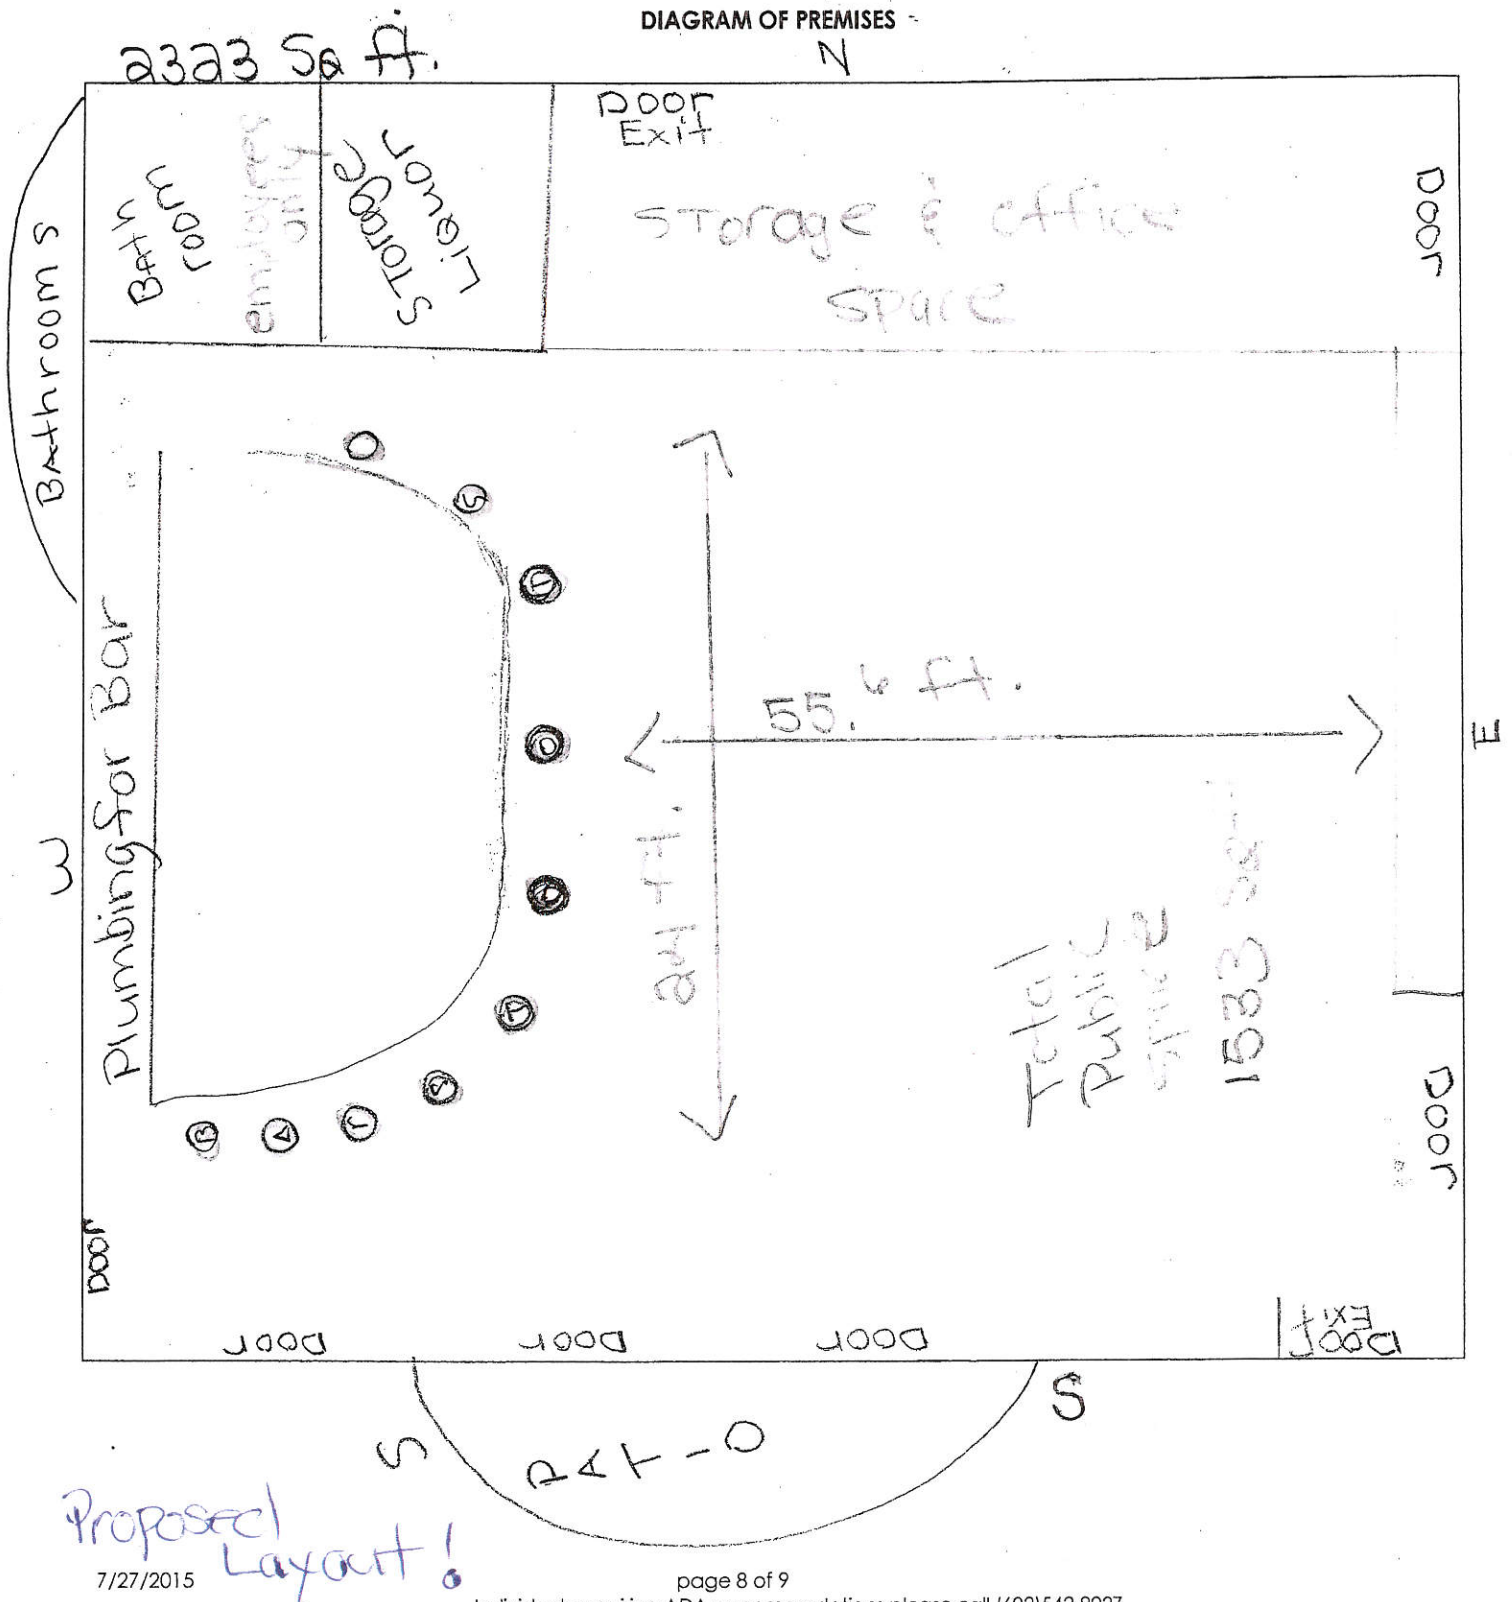 DIAGRAM OF PREMISES
2323 Sq ft.
N
Bathrooms
Bath
room
employees
only
Storage
Liquor
Door
Exit
Storage & office
Space
Door
O
S
T
O
T
S
r
A
B
Plumbing for Bar
W
55.6 ft.
24 ft.
E
Total
Public
Space
1533
Door
Door
Door
Door
Door
Door
Exit
S
S
PATIO
Proposed
Layout!
7/27/2015
page 8 of 9